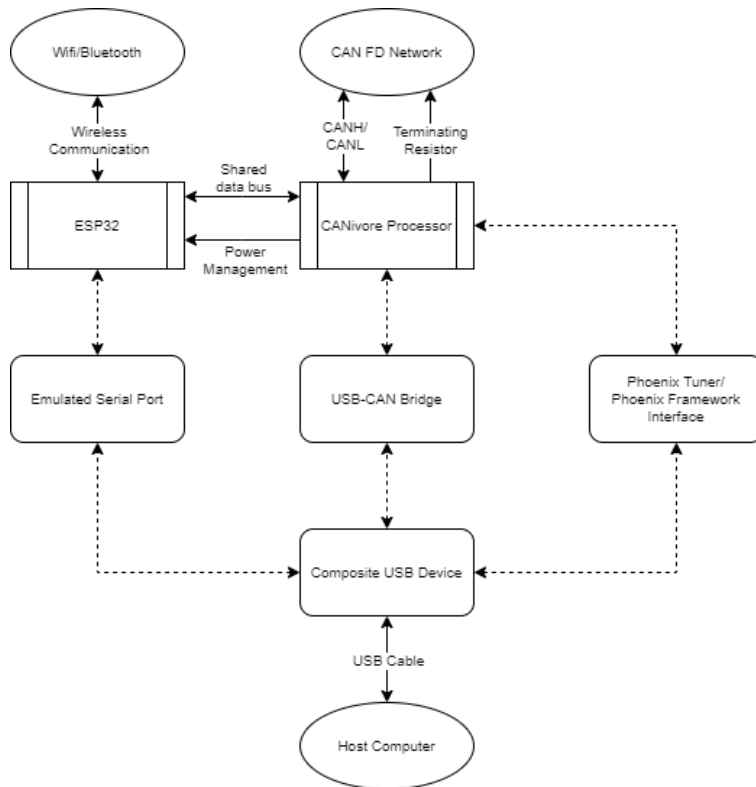 Wifi/Bluetooth
CAN FD Network
Wireless
Communication
CANH/
CANL
Terminating
Resistor
Shared
data bus
ESP32
CANivore Processor
Power
Management
Emulated Serial Port
USB-CAN Bridge
Phoenix Tuner/
Phoenix Framework
Interface
Composite USB Device
USB Cable
Host Computer